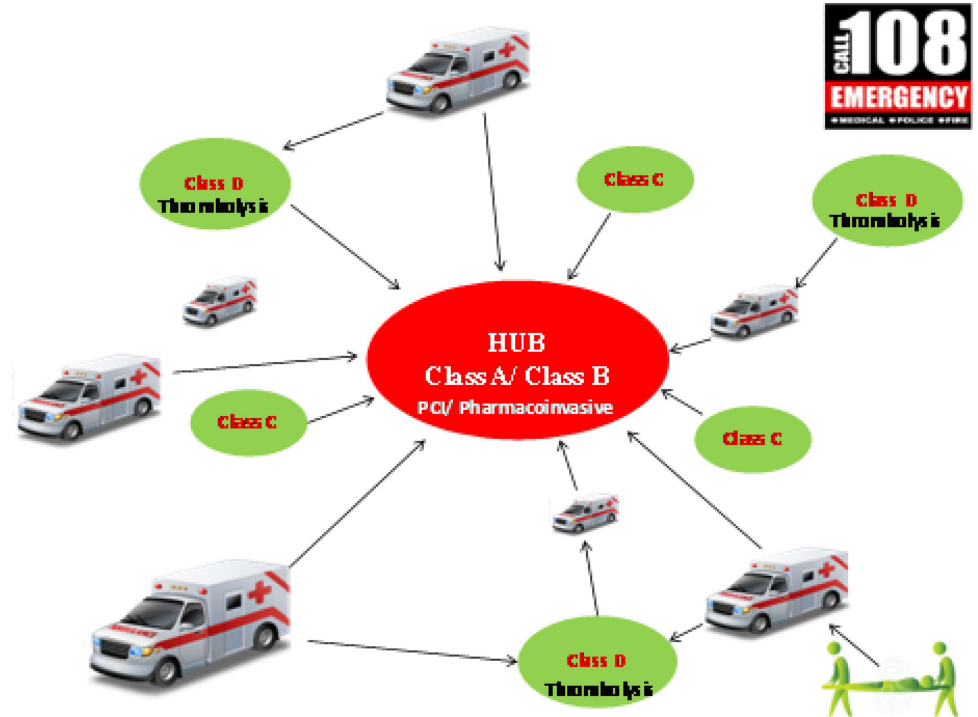 CALL 108
EMERGENCY
MEDICAL POLICE FIRE
Class D
Thrombolysis
Class C
Class D
Thrombolysis
HUB
Class A/ Class B
PCI/ Pharmacoinvasive
Class C
Class C
Class D
Thrombolysis